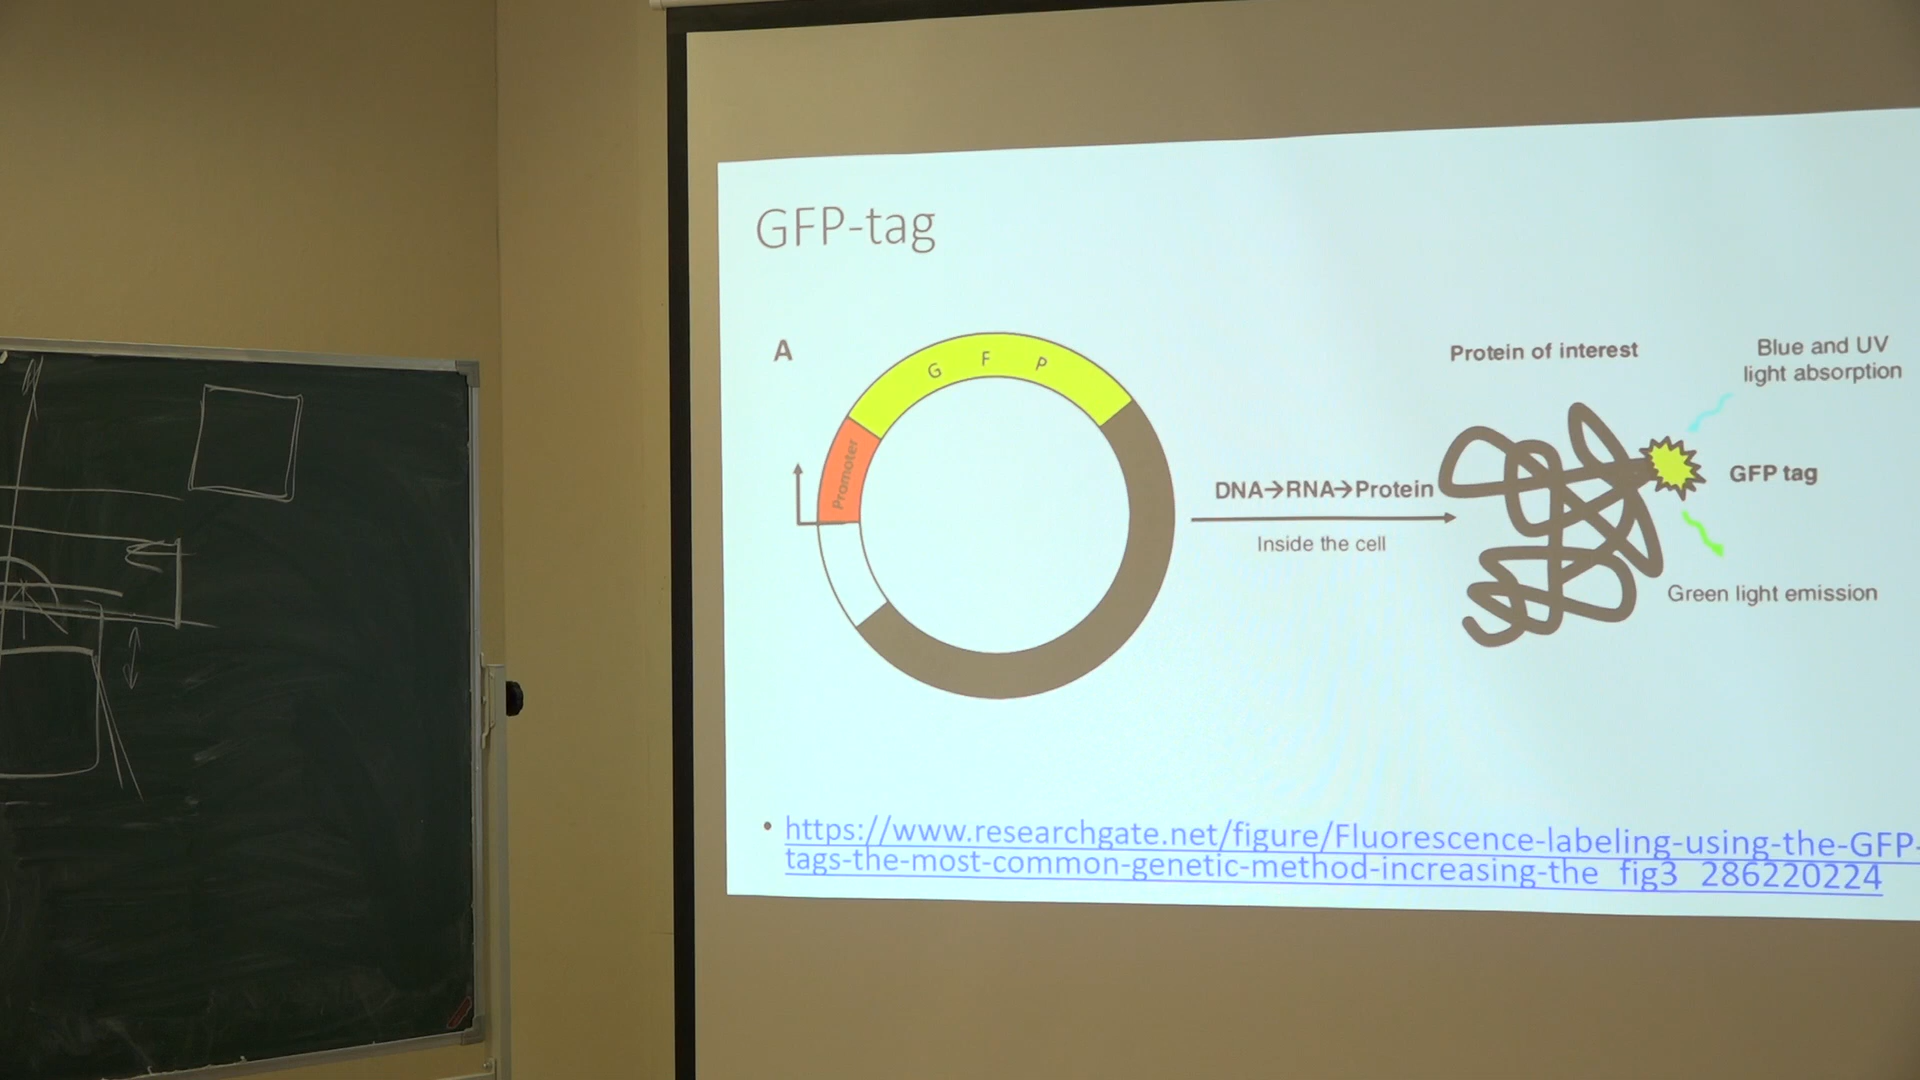 GFP-tag
A
G F P
Promoter
DNA→RNA→Protein
Inside the cell
Protein of interest
Blue and UV
light absorption
GFP tag
Green light emission
• https://www.researchgate.net/figure/Fluorescence-labeling-using-the-GFP-
tags-the-most-common-genetic-method-increasing-the_fig3_286220224